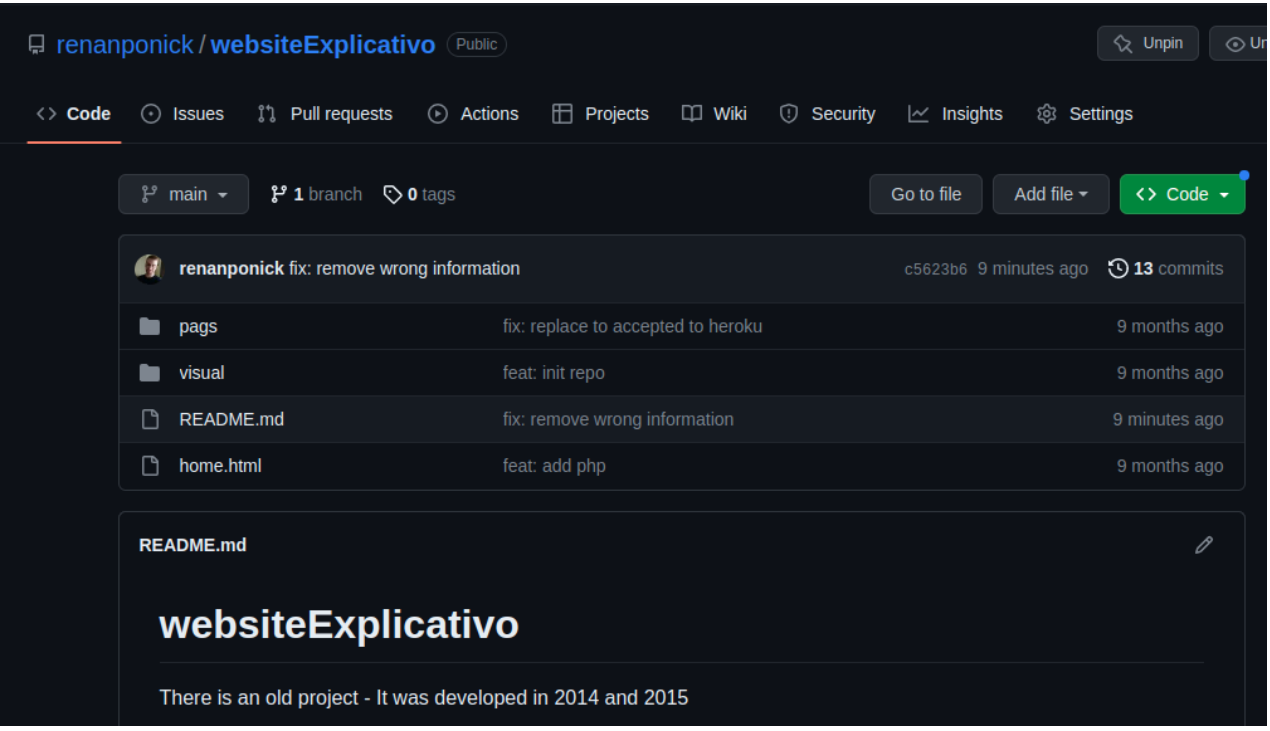 renanponick / websiteExplicativo Public Unpin
Code Issues Pull requests Actions Projects Wiki Security Insights Settings
main 1 branch 0 tags Go to file Add file Code
renanponick fix: remove wrong information c5623b6 9 minutes ago 13 commits
pags fix: replace to accepted to heroku 9 months ago
visual feat: init repo 9 months ago
README.md fix: remove wrong information 9 minutes ago
home.html feat: add php 9 months ago
README.md
websiteExplicativo
There is an old project - It was developed in 2014 and 2015